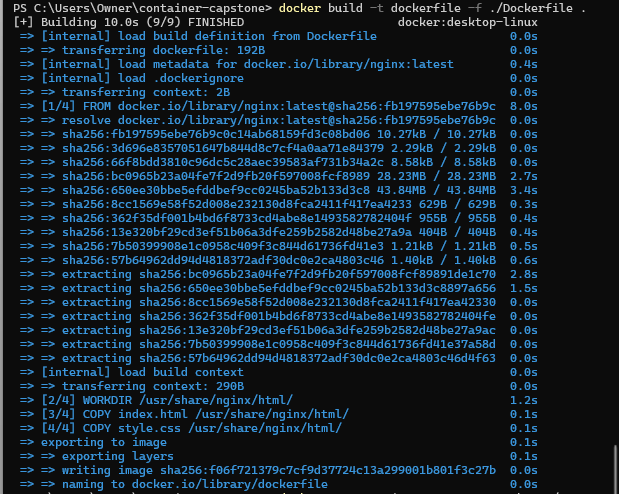 PS C:\Users\Owner\container-capstone> docker build -t dockerfile -f ./Dockerfile .
[+] Building 10.0s (9/9) FINISHED docker:desktop-linux
=> [internal] load build definition from Dockerfile 0.0s
=> => transferring dockerfile: 192B 0.0s
=> [internal] load metadata for docker.io/library/nginx:latest 0.4s
=> [internal] load .dockerignore 0.0s
=> => transferring context: 2B 0.0s
=> [1/4] FROM docker.io/library/nginx:latest@sha256:fb197595ebe76b9c 8.0s
=> => resolve docker.io/library/nginx:latest@sha256:fb197595ebe76b9c 0.0s
=> => sha256:fb197595ebe76b9c0c14ab68159fd3c08bd06 10.27kB / 10.27kB 0.0s
=> => sha256:3d696e8357051647b844d8c7cf4a0aa71e84379 2.29kB / 2.29kB 0.0s
=> => sha256:66f8bdd3810c96dc5c28aec39583af731b34a2c 8.58kB / 8.58kB 0.0s
=> => sha256:bc0965b23a04fe7f2d9fb20f597008fcf8989 28.23MB / 28.23MB 2.7s
=> => sha256:650ee30bbe5efddbef9cc0245ba52b133d3c8 43.84MB / 43.84MB 3.4s
=> => sha256:8cc1569e58f52d008e232130d8fca2411f417ea4233 629B / 629B 0.3s
=> => sha256:362f35df001b4bd6f8733cd4abe8e1493582782404f 955B / 955B 0.4s
=> => sha256:13e320bf29cd3ef51b06a3dfe259b2582d48be27a9a 404B / 404B 0.4s
=> => sha256:7b50399908e1c0958c409f3c844d61736fd41e3 1.21kB / 1.21kB 0.5s
=> => sha256:57b64962dd94d4818372adf30dc0e2ca4803c46 1.40kB / 1.40kB 0.6s
=> => extracting sha256:bc0965b23a04fe7f2d9fb20f597008fcf89891de1c70 2.8s
=> => extracting sha256:650ee30bbe5efddbef9cc0245ba52b133d3c8897a656 1.5s
=> => extracting sha256:8cc1569e58f52d008e232130d8fca2411f417ea42330 0.0s
=> => extracting sha256:362f35df001b4bd6f8733cd4abe8e1493582782404fe 0.0s
=> => extracting sha256:13e320bf29cd3ef51b06a3dfe259b2582d48be27a9ac 0.0s
=> => extracting sha256:7b50399908e1c0958c409f3c844d61736fd41e37a58d 0.0s
=> => extracting sha256:57b64962dd94d4818372adf30dc0e2ca4803c46d4f63 0.0s
=> [internal] load build context 0.0s
=> => transferring context: 290B 0.0s
=> [2/4] WORKDIR /usr/share/nginx/html/ 1.2s
=> [3/4] COPY index.html /usr/share/nginx/html/ 0.1s
=> [4/4] COPY style.css /usr/share/nginx/html/ 0.1s
=> exporting to image 0.1s
=> => exporting layers 0.1s
=> => writing image sha256:f06f721379c7cf9d37724c13a299001b801f3c27b 0.0s
=> => naming to docker.io/library/dockerfile 0.0s